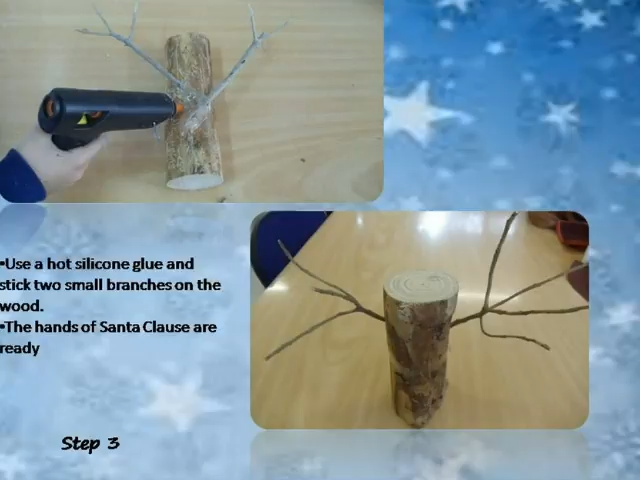 •Use a hot silicone glue and
stick two small branches on the
wood.
•The hands of Santa Clause are
ready
Step 3